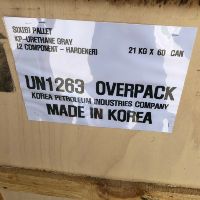 SOU(B) PALLET
KP-URETHANE GRAY
(2 COMPONENT - HARDENER) 21 KG X 60 CAN
UN1263 OVERPACK
KOREA PETROLEUM INDUSTRIES COMPANY
MADE IN KOREA